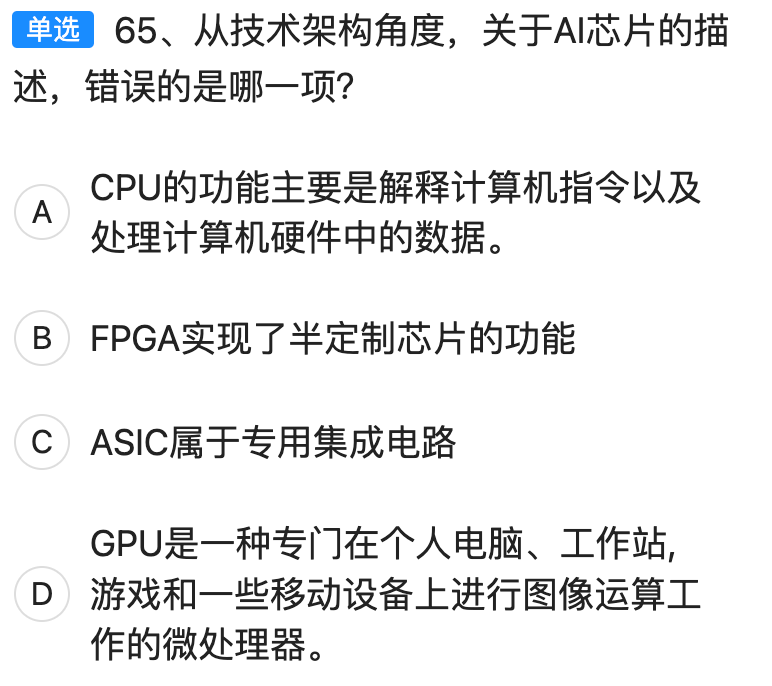 单选 65、从技术架构角度，关于AI芯片的描
述，错误的是哪一项?
A
CPU的功能主要是解释计算机指令以及
处理计算机硬件中的数据。
B FPGA实现了半定制芯片的功能
C ASIC属于专用集成电路
D
GPU是一种专门在个人电脑、工作站,
游戏和一些移动设备上进行图像运算工
作的微处理器。